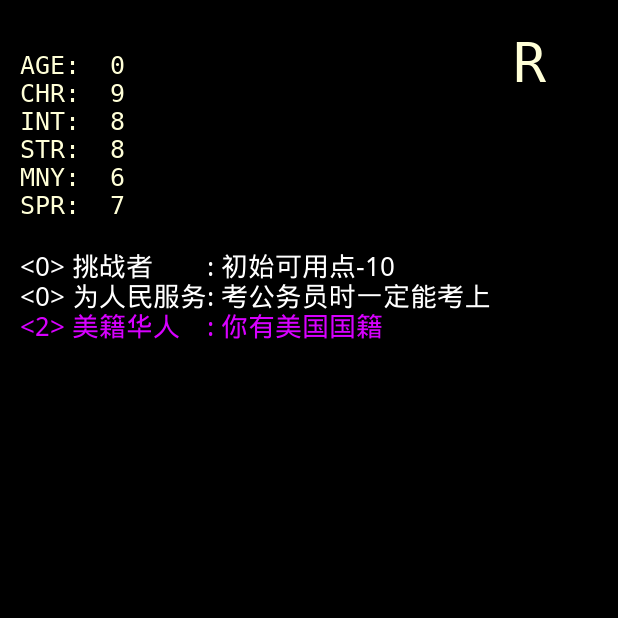 R
AGE: 0
CHR: 9
INT: 8
STR: 8
MNY: 6
SPR: 7
<0> 挑战者 : 初始可用点-10
<0> 为人民服务: 考公务员时一定能考上
<2> 美籍华人 : 你有美国国籍